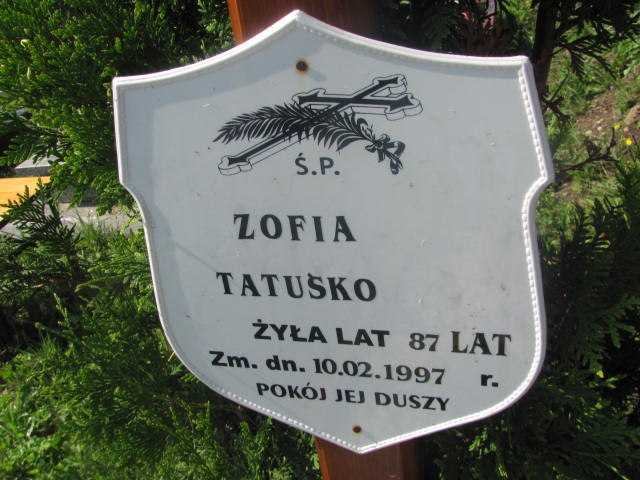 Ś.P.
ZOFIA
TATUŚKO
ŻYŁA LAT 87 LAT
Zm. dn. 10.02.1997 r.
POKÓJ JEJ DUSZY